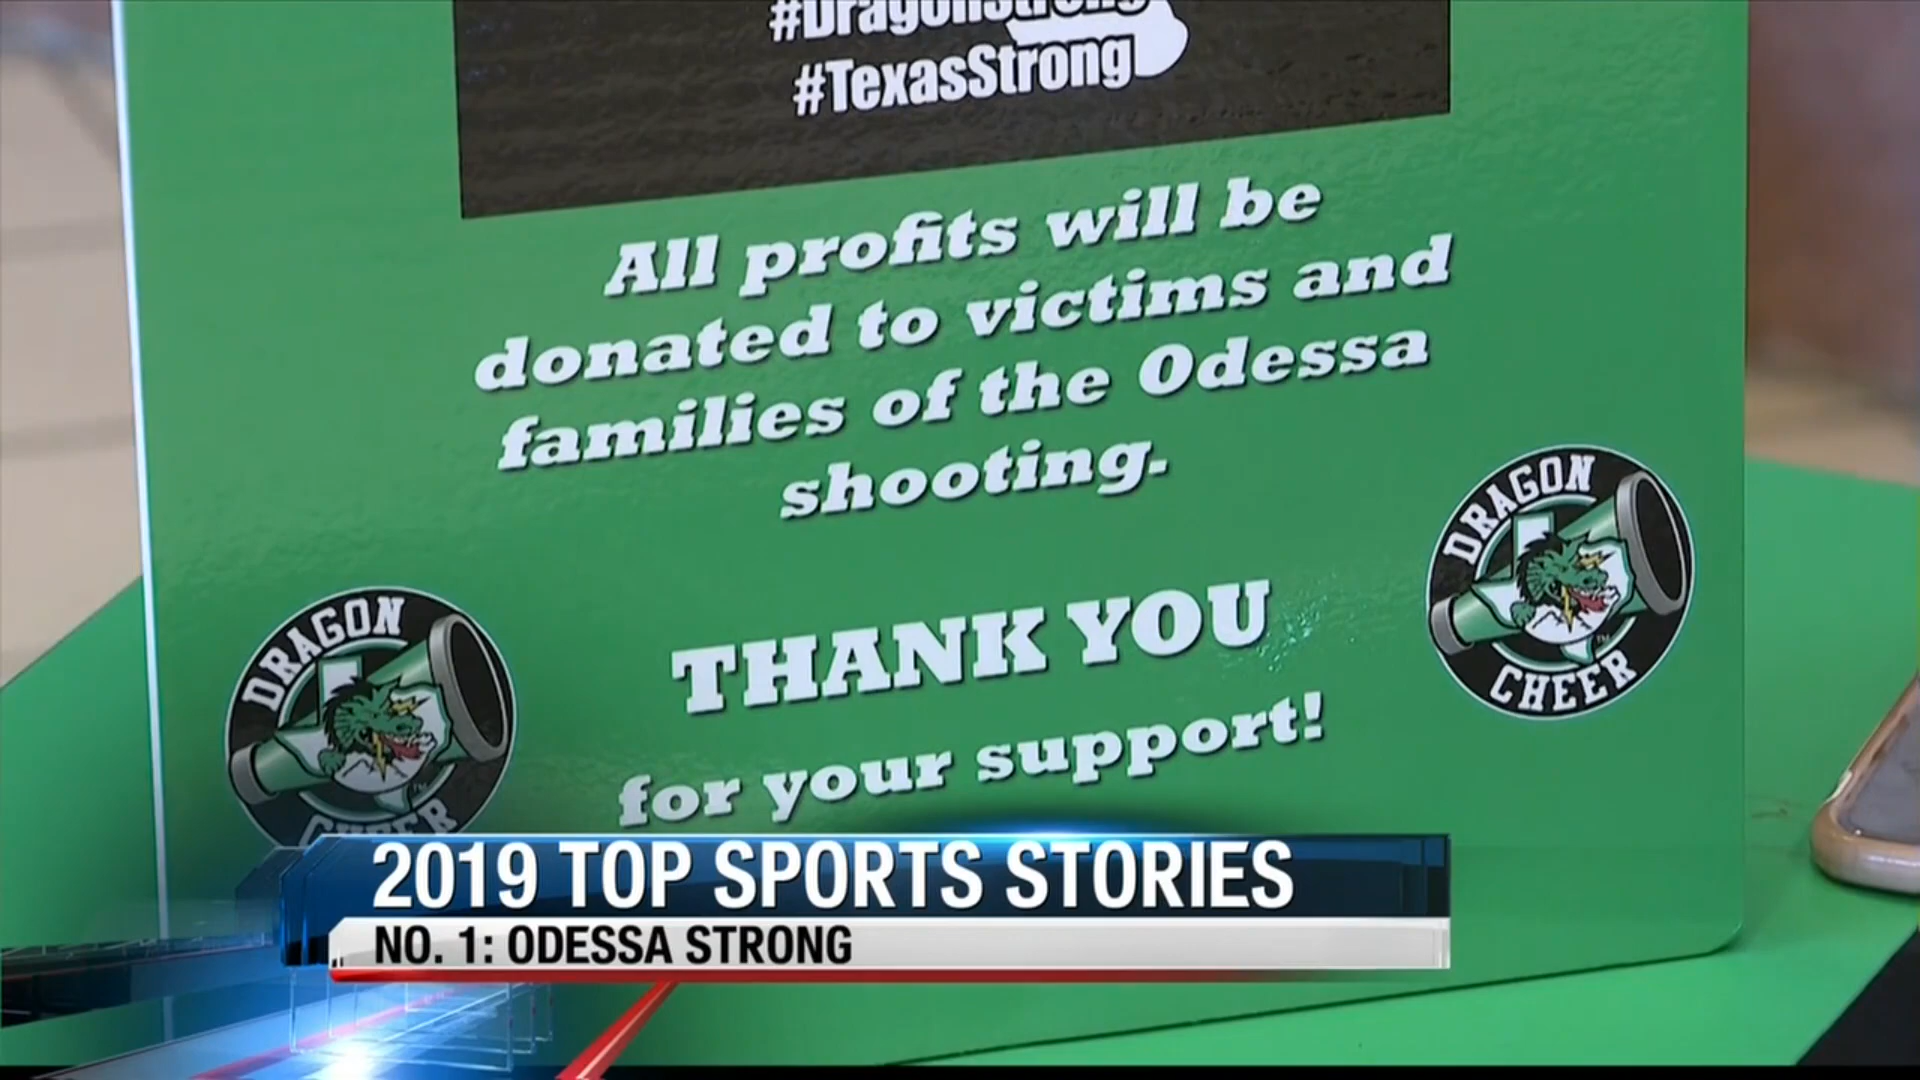 #DragonStrong
#TexasStrong
All profits will be
donated to victims and
families of the Odessa
shooting.
THANK YOU
for your support!
DRAGON
CHEER
DRAGON
CHEER
2019 TOP SPORTS STORIES
NO. 1: ODESSA STRONG